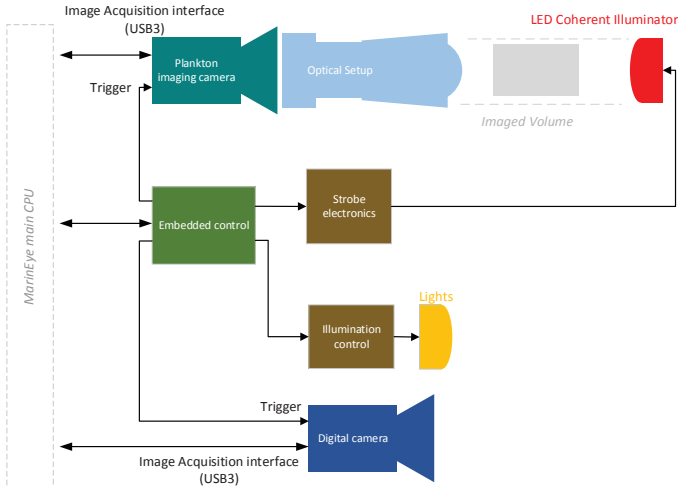 Image Acquisition interface
(USB3)
LED Coherent Illuminator
Plankton
imaging camera
Optical Setup
Trigger
Imaged Volume
MarinEye main CPU
Embedded control
Strobe
electronics
Lights
Illumination
control
Trigger
Digital camera
Image Acquisition interface
(USB3)